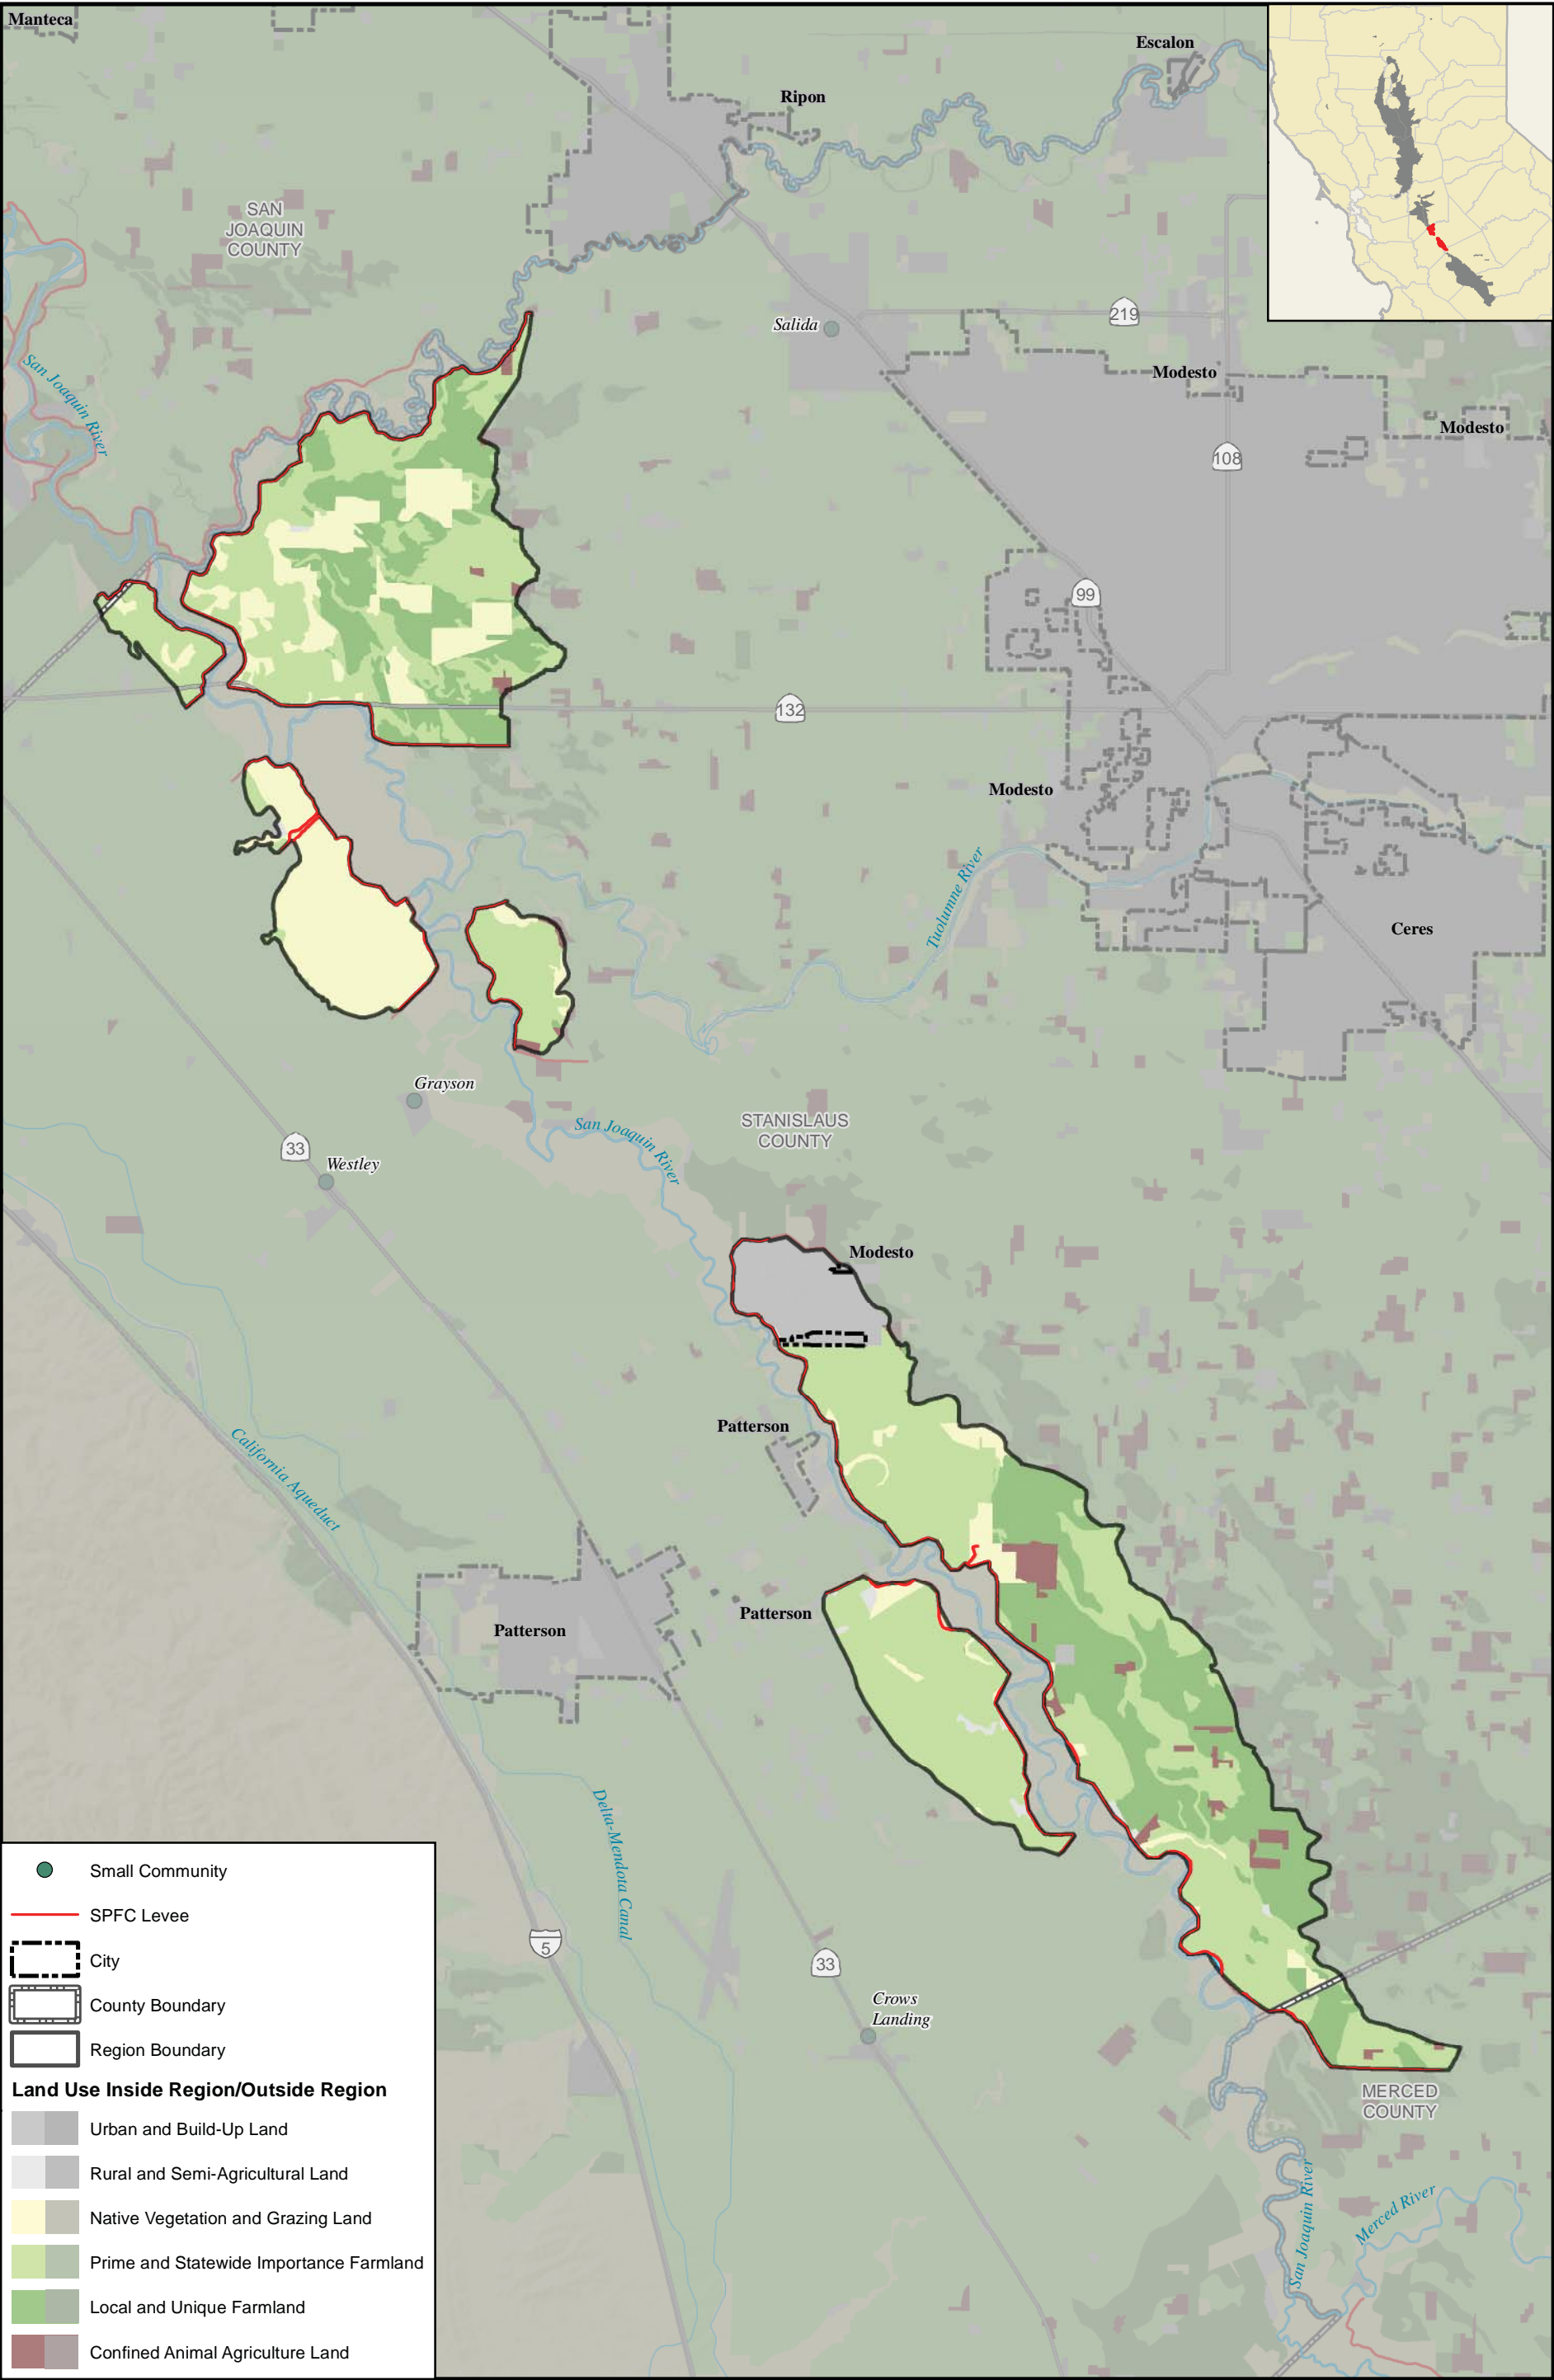 Manteca
Escalon
Ripon
SAN
JOAQUIN
COUNTY
Salida
219
San Joaquin River
Modesto
Modesto
108
99
132
Modesto
Tuolumne River
Ceres
Grayson
STANISLAUS
COUNTY
San Joaquin River
33
Westley
Modesto
Patterson
California Aqueduct
Patterson
Patterson
Delta-Mendota Canal
5
33
Crows
Landing
MERCED
COUNTY
San Joaquin River
Merced River
Small Community
SPFC Levee
City
County Boundary
Region Boundary
Land Use Inside Region/Outside Region
Urban and Build-Up Land
Rural and Semi-Agricultural Land
Native Vegetation and Grazing Land
Prime and Statewide Importance Farmland
Local and Unique Farmland
Confined Animal Agriculture Land